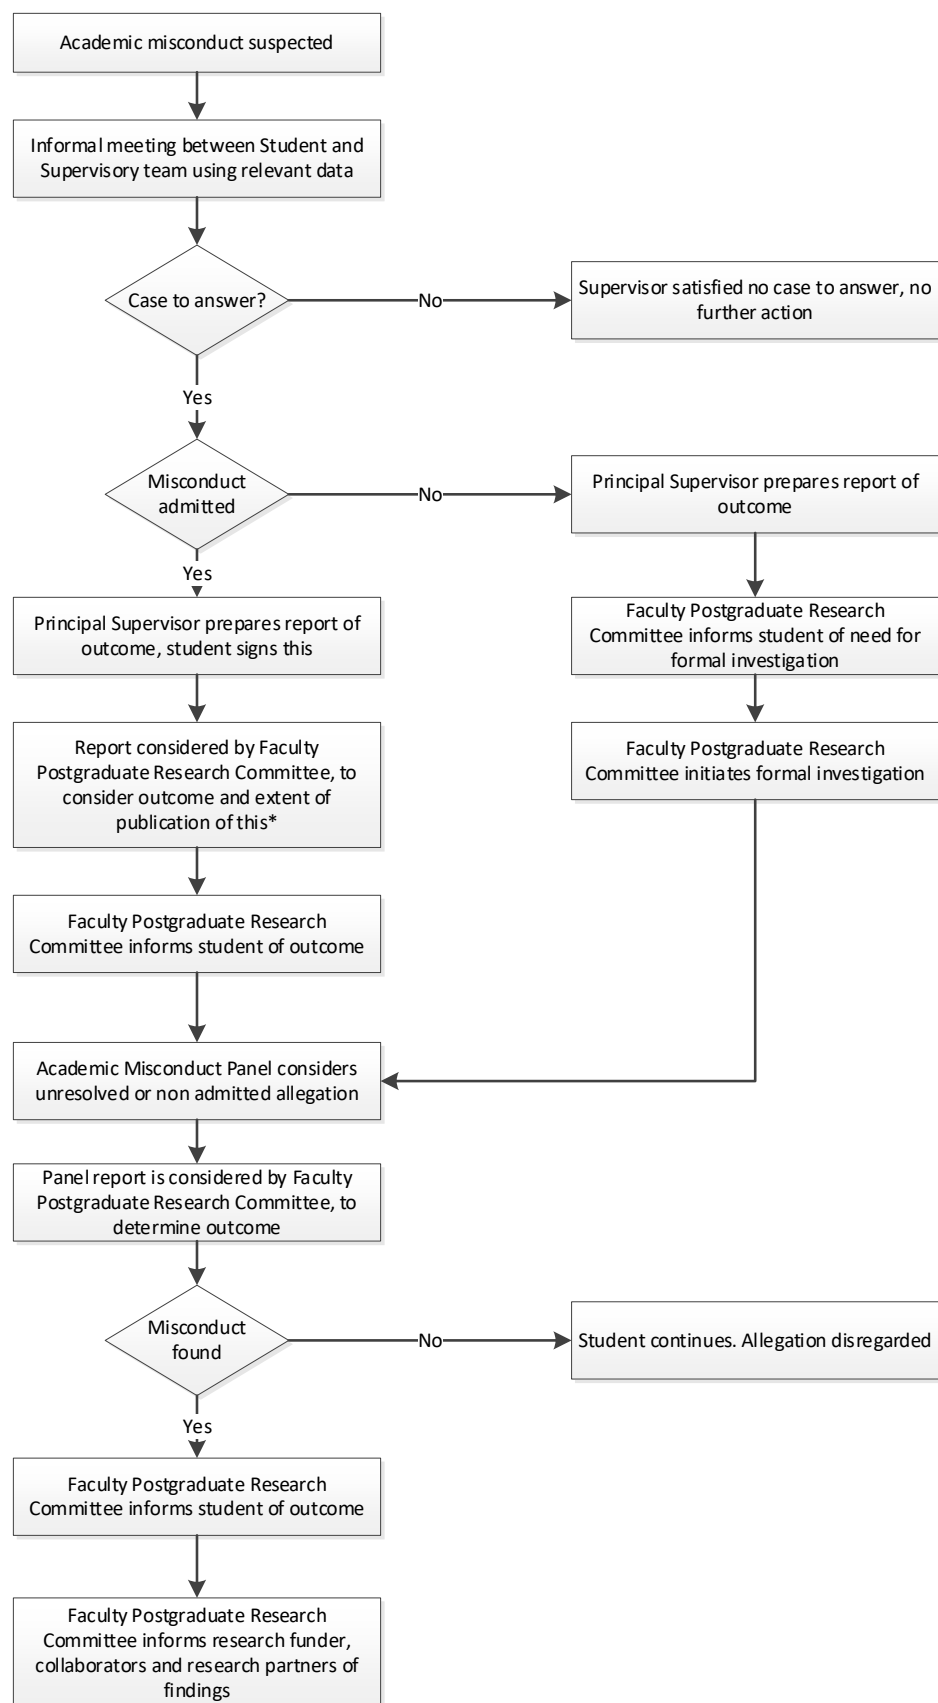 Academic misconduct suspected
Informal meeting between Student and
Supervisory team using relevant data
Case to answer?
No
Supervisor satisfied no case to answer, no
further action
Yes
Misconduct
admitted
No
Principal Supervisor prepares report of
outcome
Yes
Principal Supervisor prepares report of
outcome, student signs this
Faculty Postgraduate Research
Committee informs student of need for
formal investigation
Report considered by Faculty
Postgraduate Research Committee, to
consider outcome and extent of
publication of this*
Faculty Postgraduate Research
Committee initiates formal investigation
Faculty Postgraduate Research
Committee informs student of outcome
Academic Misconduct Panel considers
unresolved or non admitted allegation
Panel report is considered by Faculty
Postgraduate Research Committee, to
determine outcome
Misconduct
found
No
Student continues. Allegation disregarded
Yes
Faculty Postgraduate Research
Committee informs student of outcome
Faculty Postgraduate Research
Committee informs research funder,
collaborators and research partners of
findings